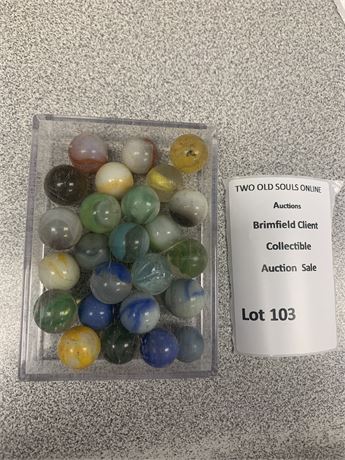 TWO OLD SOULS ONLINE
Auctions
Brimfield Client
Collectible
Auction Sale
Lot 103